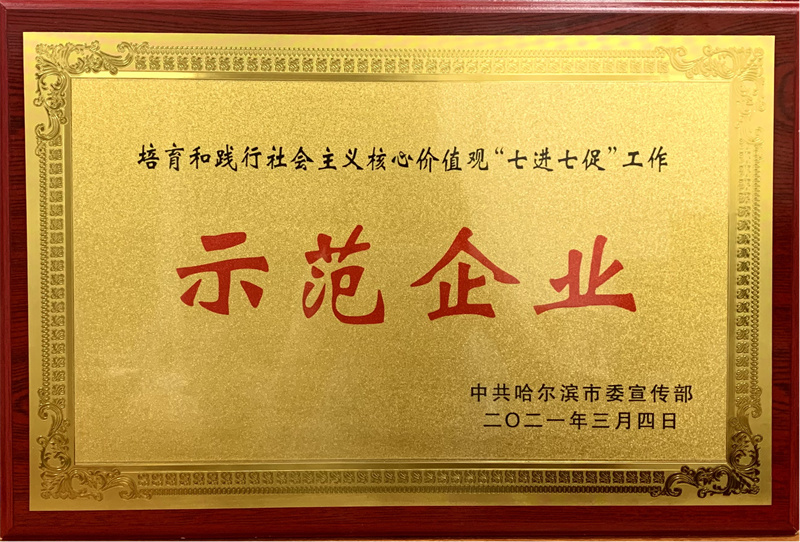 培育和践行社会主义核心价值观“七进七促”工作
示范企业
中共哈尔滨市委宣传部
二〇二一年三月四日